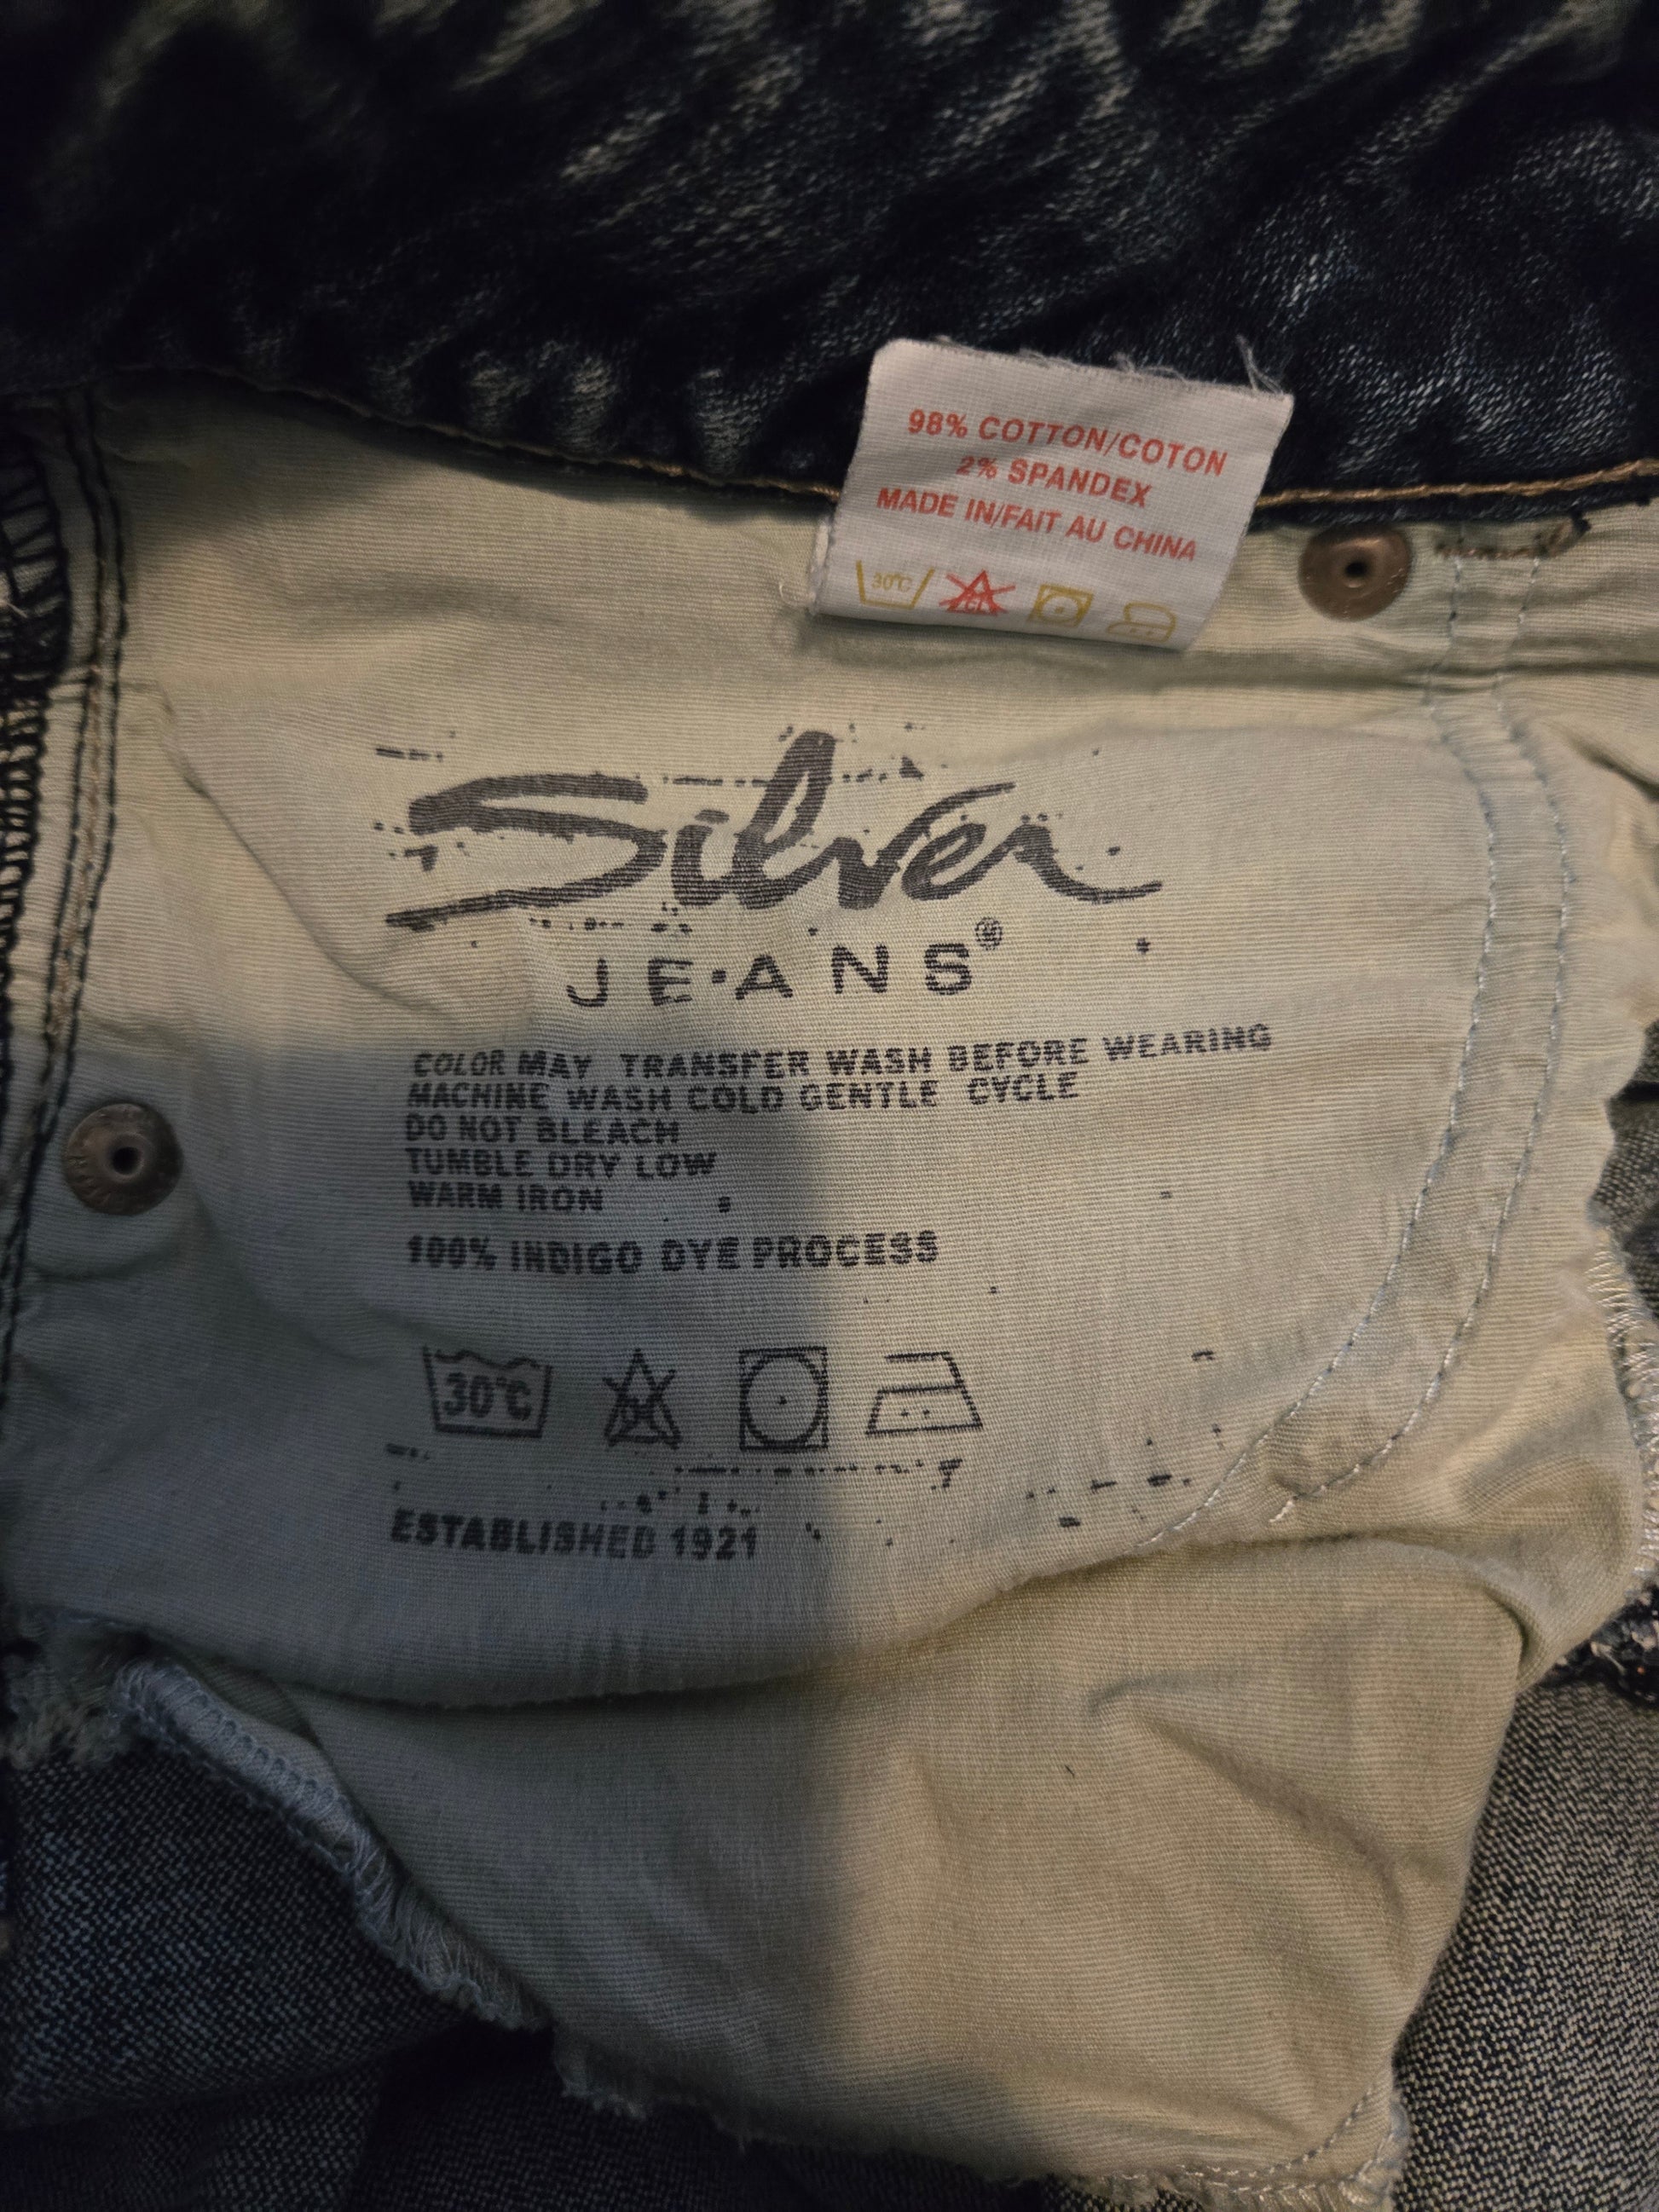 98% COTTON/COTON
2% SPANDEX
MADE IN/FAIT AU CHINA
30°C
CL
Silver
JEANS®
COLOR MAY TRANSFER WASH BEFORE WEARING
MACHINE WASH COLD GENTLE CYCLE
DO NOT BLEACH
TUMBLE DRY LOW
WARM IRON
100% INDIGO DYE PROCESS
30°C
ESTABLISHED 1921